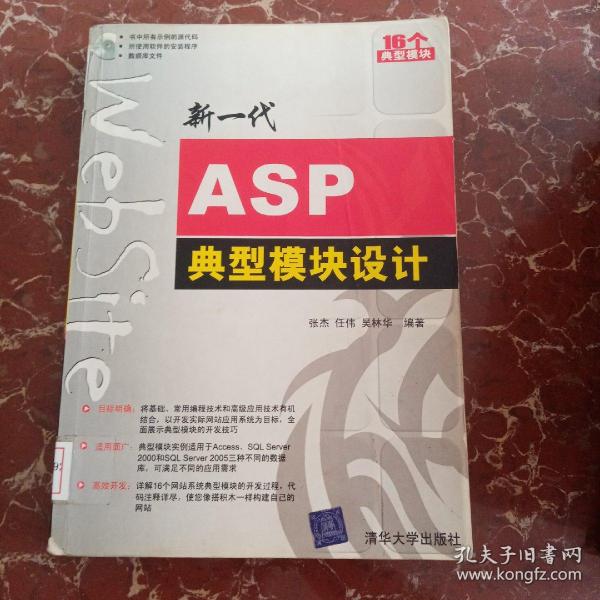 • 书中所有示例的源代码
• 所使用软件的安装程序
• 数据库文件
16个
典型模块
WebSite
新一代
ASP
典型模块设计
张杰 任伟 吴林华 编著
目标明确：将基础、常用编程技术和高级应用技术有机
结合，以开发实际网站应用系统为目标，全
面展示典型模块的开发技巧
适用面广：典型模块实例适用于Access、SQL Server
2000和SQL Server 2005三种不同的数据
库，可满足不同的应用需求
高效开发：详解16个网站系统典型模块的开发过程，代
码注释详尽，使您像搭积木一样构建自己的
网站
清华大学出版社
孔夫子旧书网
www.kongfz.com